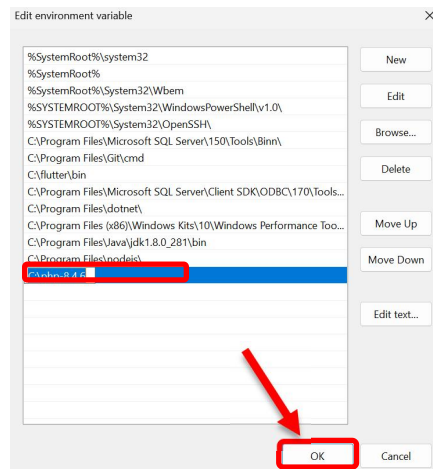 Edit environment variable
%SystemRoot%\system32
%SystemRoot%
%SystemRoot%\System32\Wbem
%SYSTEMROOT%\System32\WindowsPowerShell\v1.0\
%SYSTEMROOT%\System32\OpenSSH\
C:\Program Files\Microsoft SQL Server\150\Tools\Binn\
C:\Program Files\Git\cmd
C:\flutter\bin
C:\Program Files\Microsoft SQL Server\Client SDK\ODBC\170\Tools...
C:\Program Files\dotnet\
C:\Program Files (x86)\Windows Kits\10\Windows Performance Too...
C:\Program Files\Java\jdk1.8.0_281\bin
C:\Program Files\nodejs\
C:\php-8.4.6
New
Edit
Browse...
Delete
Move Up
Move Down
Edit text...
OK
Cancel